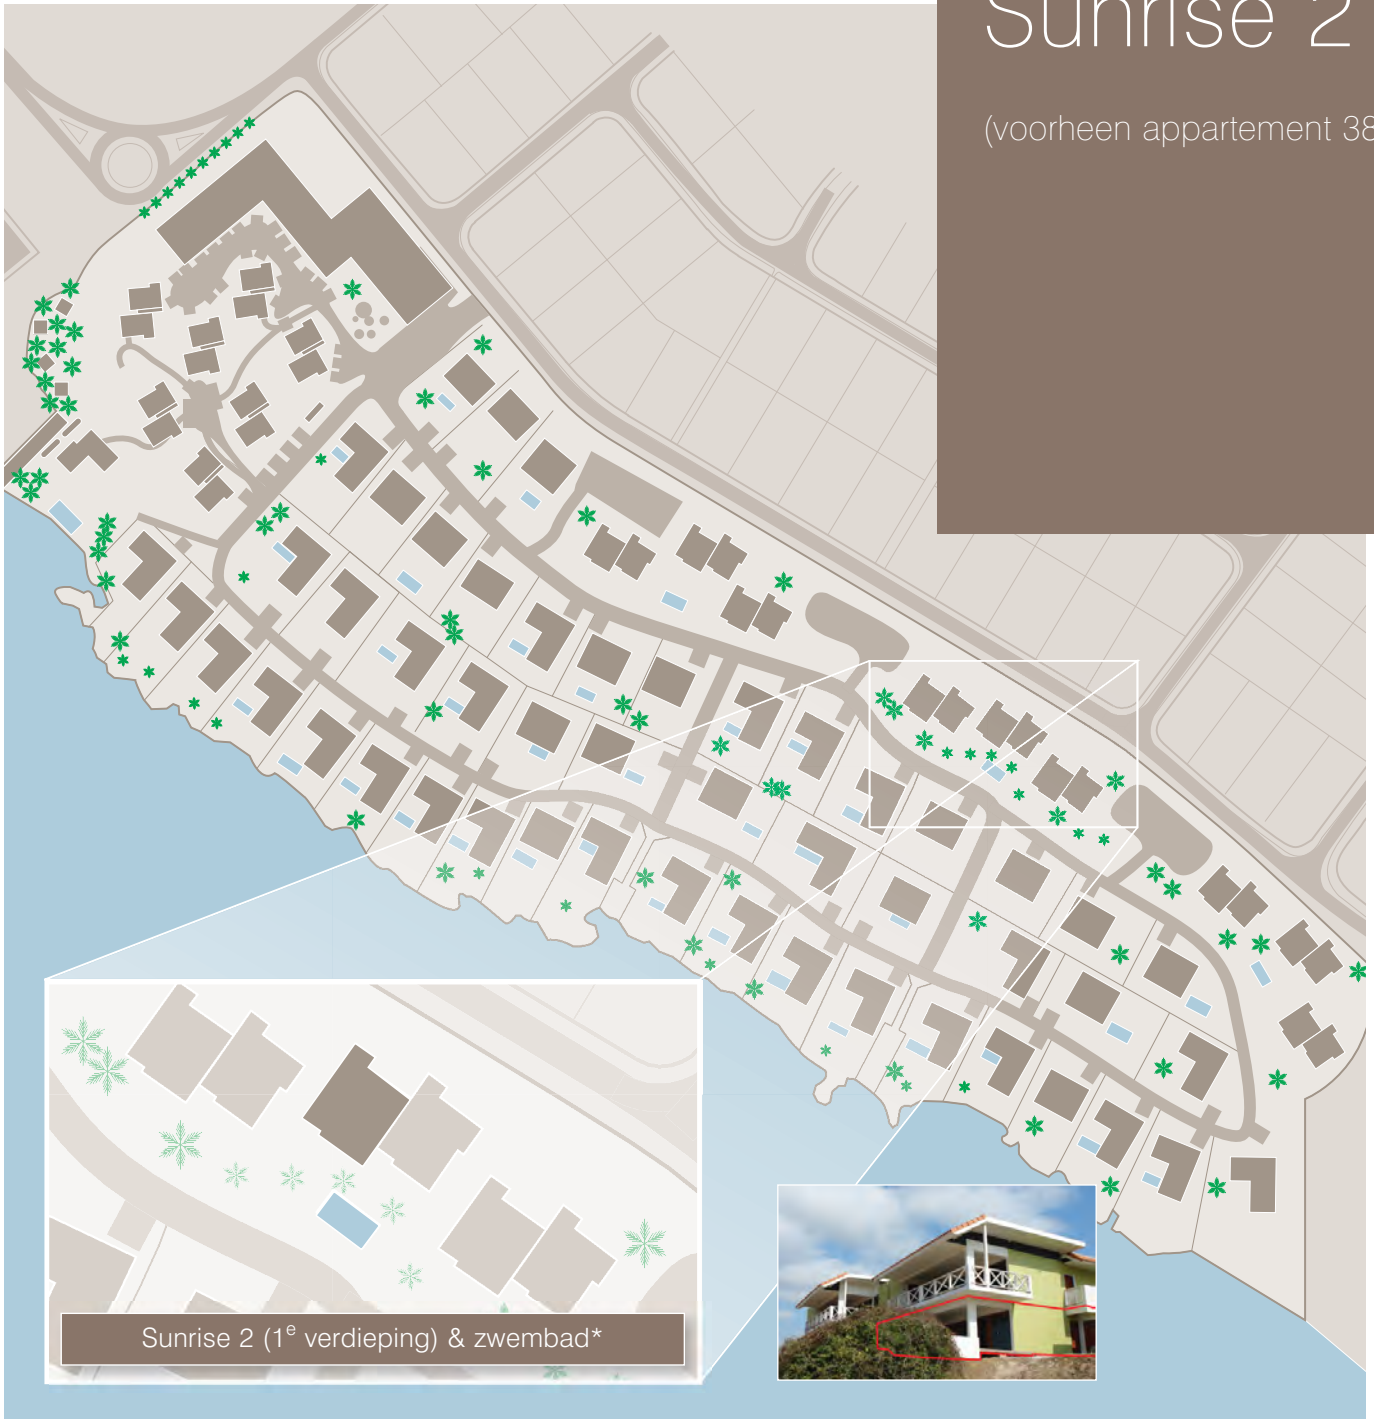 Sunrise 2
(voorheen appartement 38
Sunrise 2 (1e verdieping) & zwembad*